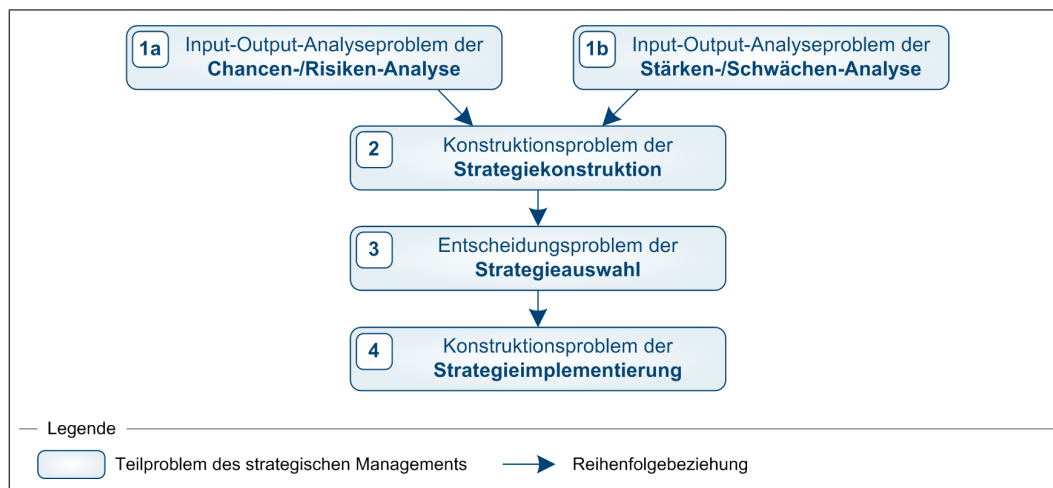 1a
Input-Output-Analyseproblem der
Chancen-/Risiken-Analyse
1b
Input-Output-Analyseproblem der
Stärken-/Schwächen-Analyse
2
Konstruktionsproblem der
Strategiekonstruktion
3
Entscheidungsproblem der
Strategieauswahl
4
Konstruktionsproblem der
Strategieimplementierung
Legende
Teilproblem des strategischen Managements
Reihenfolgebeziehung